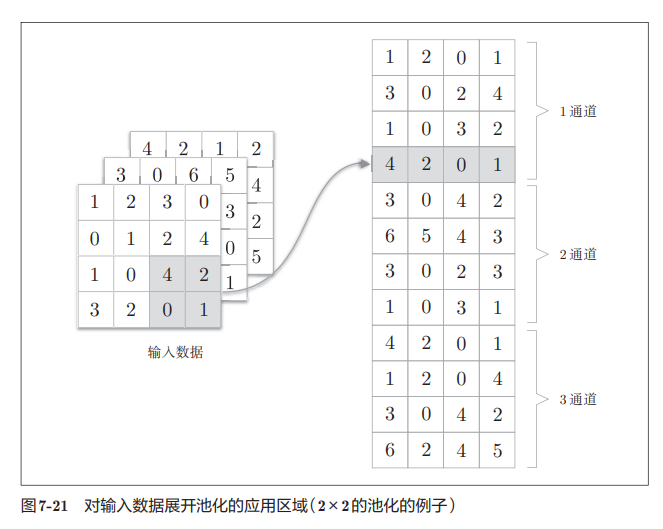 4 2 1 2
3 0 6 5
4
1 2 3 0
3
2
0 1 2 4
0
5
1 0 4 2
1
3 2 0 1
输入数据
1 2 0 1
3 0 2 4
1 0 3 2
4 2 0 1
1 通道
3 0 4 2
6 5 4 3
3 0 2 3
1 0 3 1
2 通道
4 2 0 1
1 2 0 4
3 0 4 2
6 2 4 5
3 通道
图7-21 对输入数据展开池化的应用区域(2×2的池化的例子)